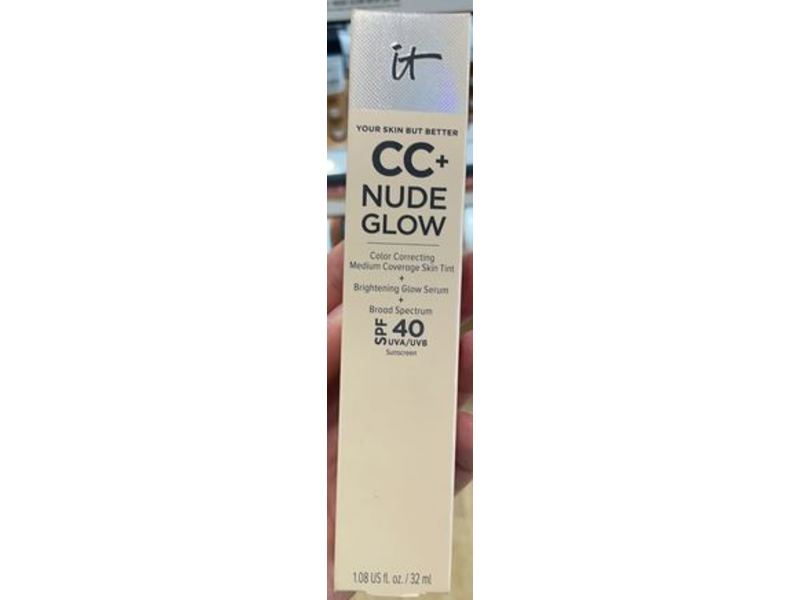 it
YOUR SKIN BUT BETTER
CC+
NUDE
GLOW
Color Correcting
Medium Coverage Skin Tint
+
Brightening Glow Serum
+
Broad Spectrum
SPF 40
UVA/UVB
Sunscreen
1.08 US fl. oz. / 32 ml